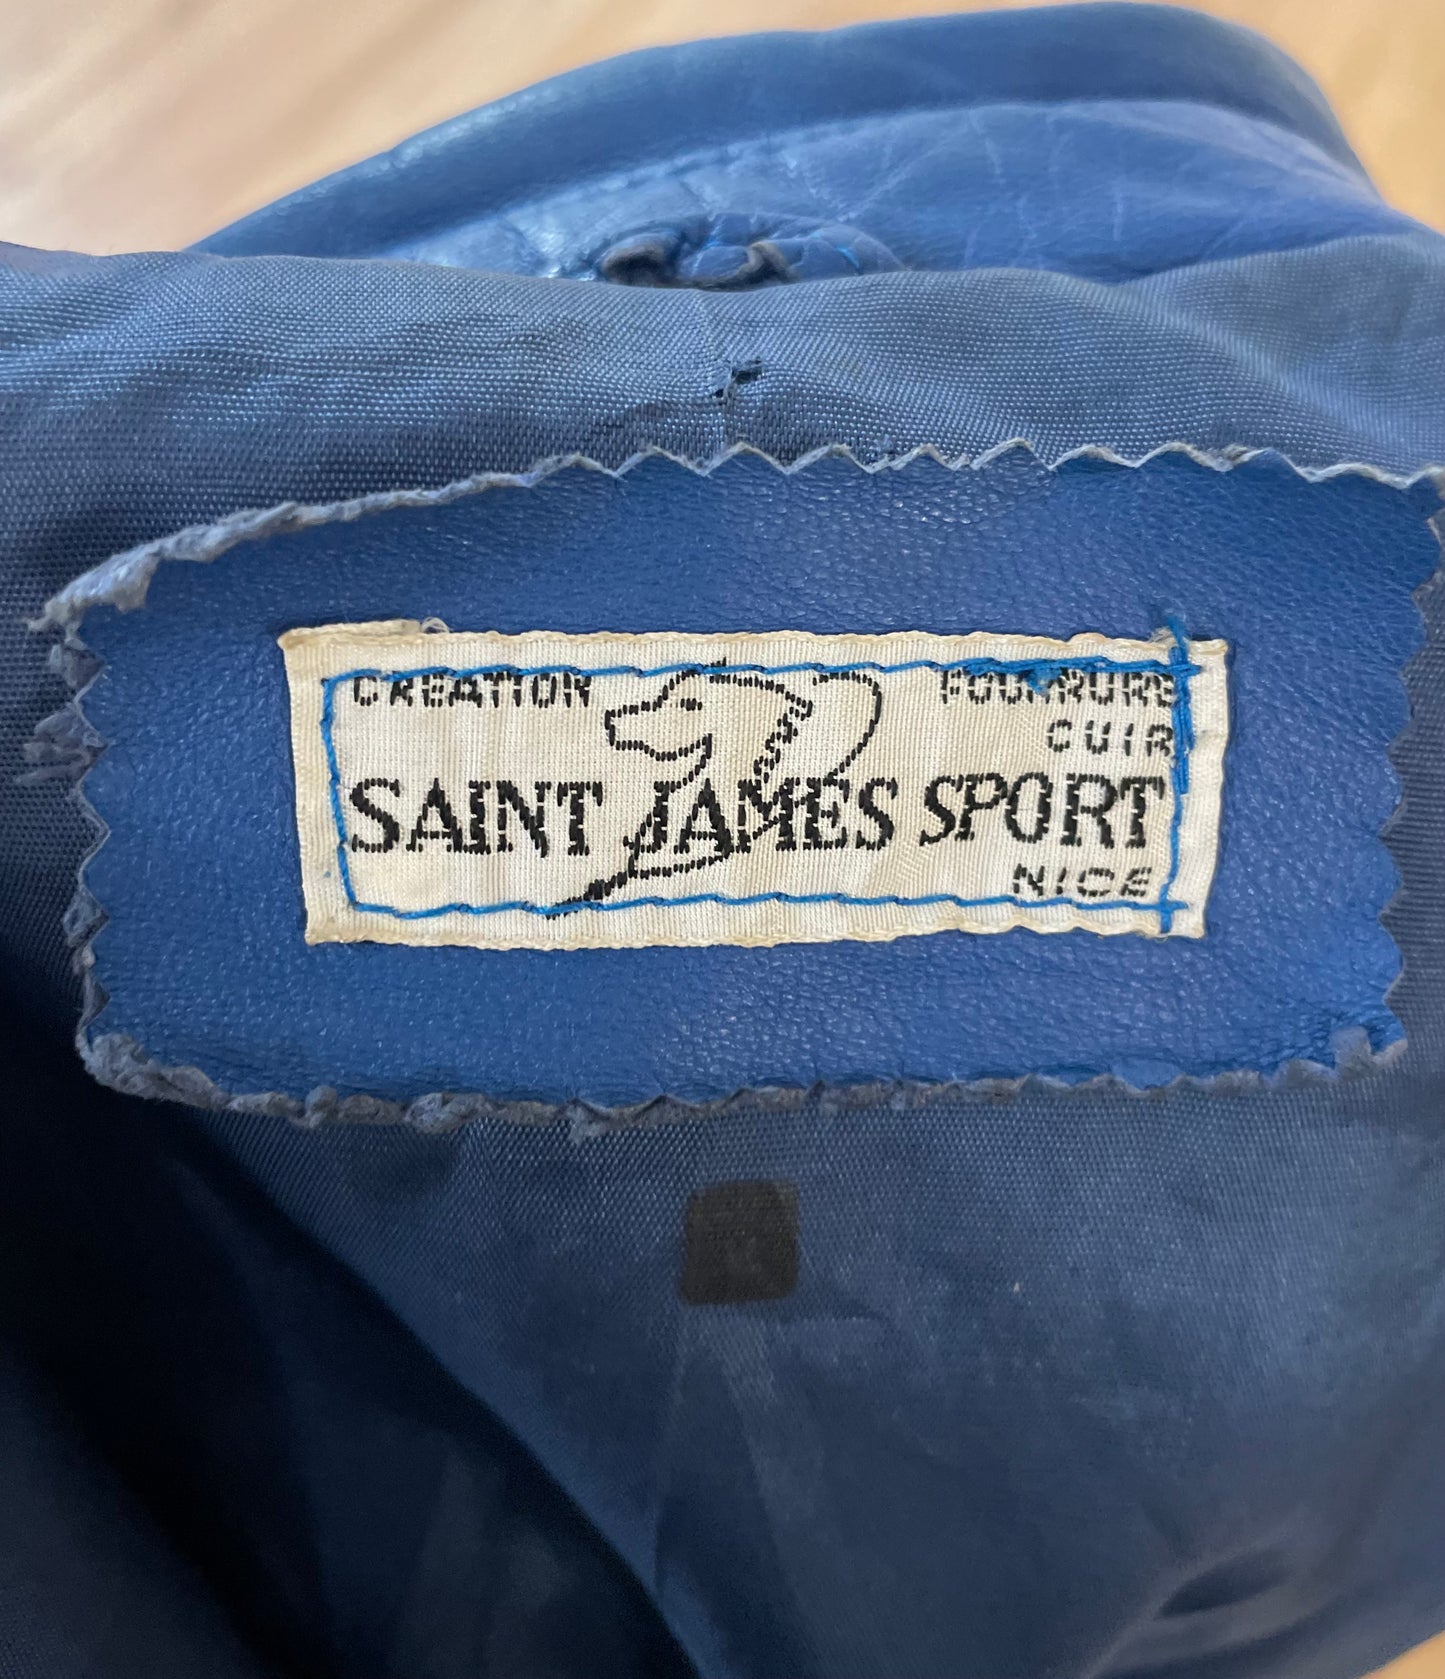 CREATION FOURRURE
CUIR
SAINT JAMES SPORT
NICE